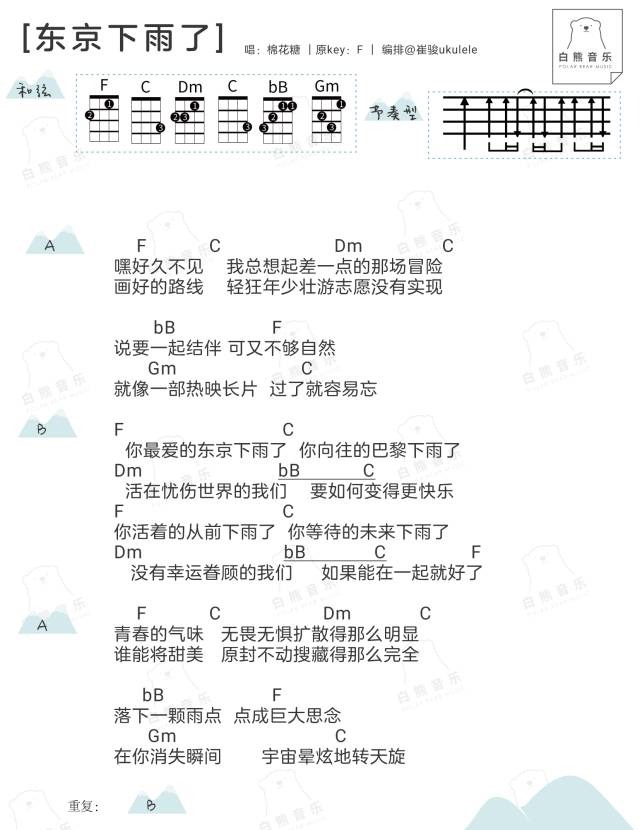 [东京下雨了] 唱：棉花糖 | 原key：F | 编排@崔骏ukulele
白熊音乐
POLAR BEAR MUSIC
和弦 F C Dm C bB Gm 节奏型
A
F C Dm C
嘿好久不见 我总想起差一点的那场冒险
画好的路线 轻狂年少壮游志愿没有实现
bB F
说要一起结伴 可又不够自然
Gm C
就像一部热映长片 过了就容易忘
B
F C
你最爱的东京下雨了 你向往的巴黎下雨了
Dm bB C
活在忧伤世界的我们 要如何变得更快乐
F C
你活着的从前下雨了 你等待的未来下雨了
Dm bB C F
没有幸运眷顾的我们 如果能在一起就好了
A
F C Dm C
青春的气味 无畏无惧扩散得那么明显
谁能将甜美 原封不动搜藏得那么完全
bB F
落下一颗雨点 点成巨大思念
Gm C
在你消失瞬间 宇宙晕炫地转天旋
重复： B